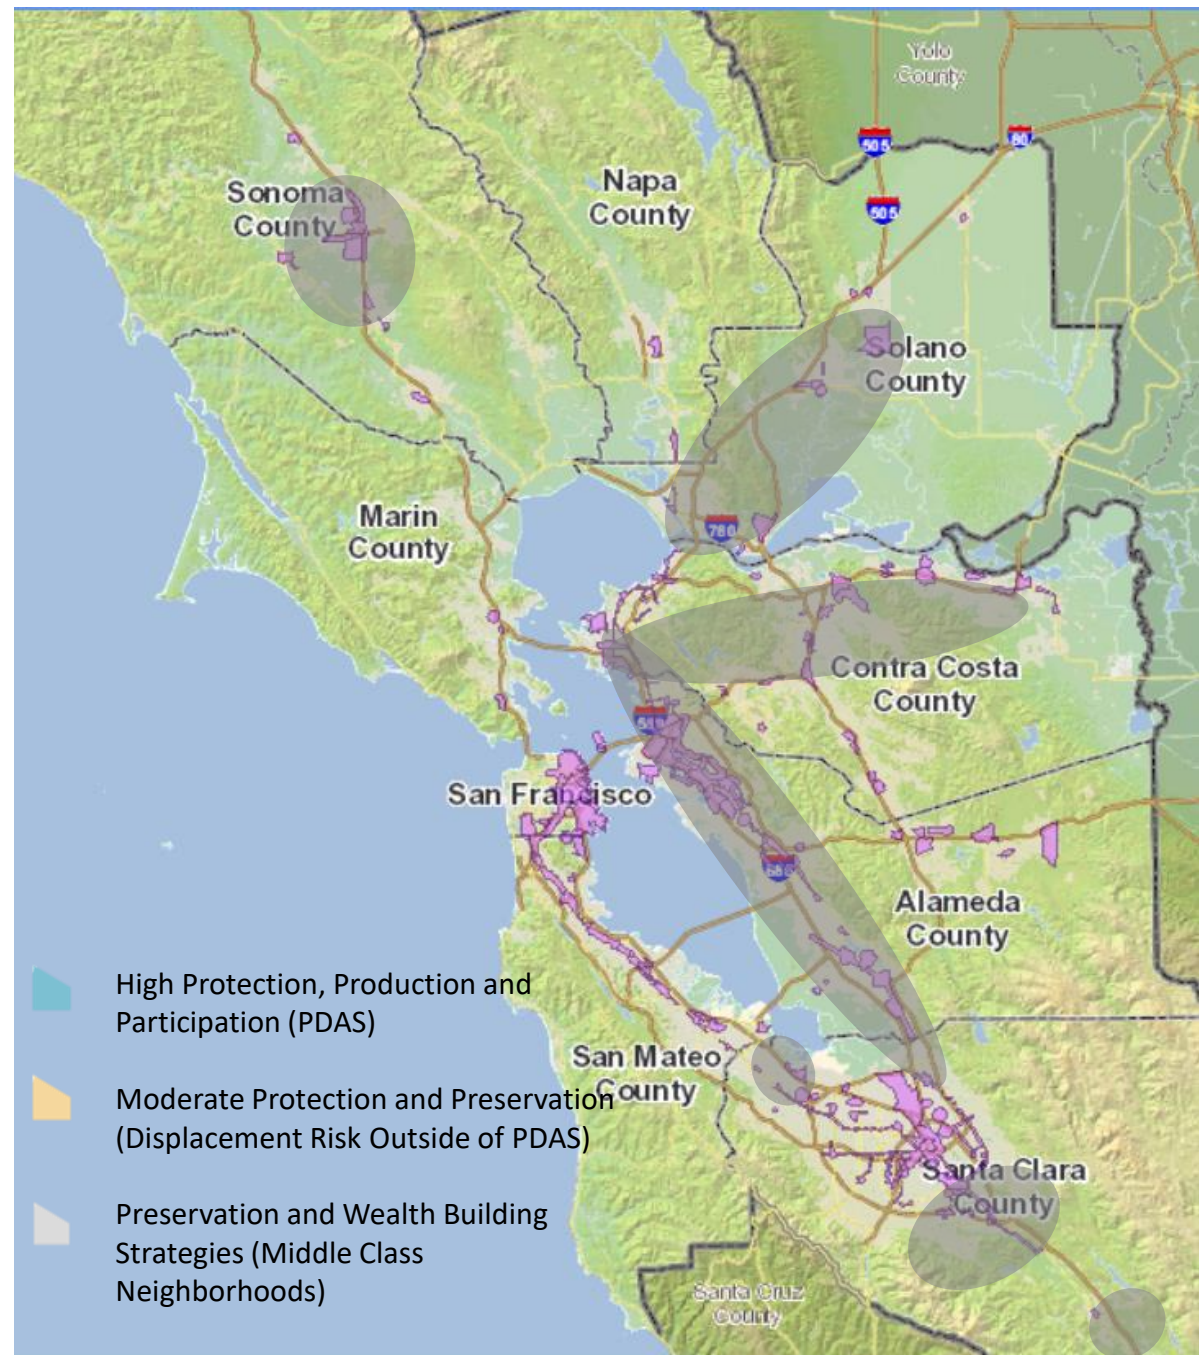 Yolo
County
505
80
505
Napa
County
Sonoma
County
Solano
County
Marin
County
780
Contra Costa
County
San Francisco
Alameda
County
High Protection, Production and
Participation (PDAS)
San Mateo
County
Moderate Protection and Preservation
(Displacement Risk Outside of PDAS)
Santa Clara
County
Preservation and Wealth Building
Strategies (Middle Class
Neighborhoods)
Santa Cruz
County